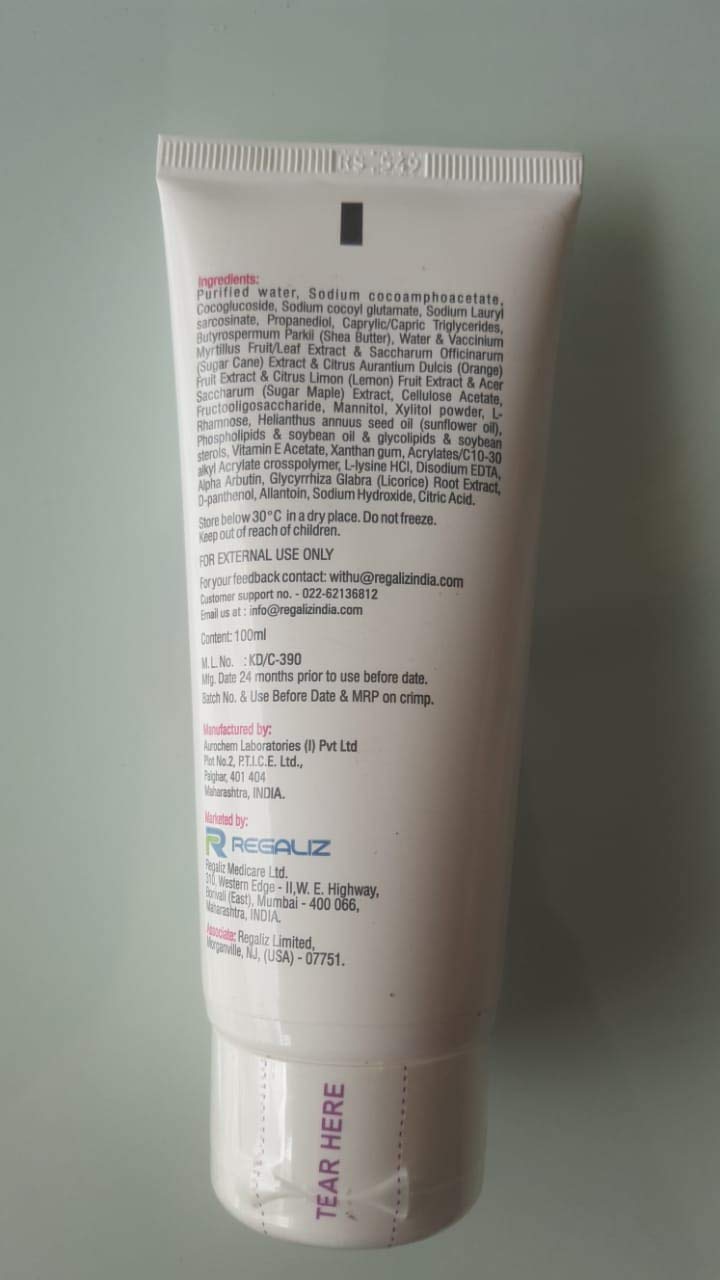 RS. 549
Ingredients:
Purified water, Sodium cocoamphoacetate,
Cocoglucoside, Sodium cocoyl glutamate, Sodium Lauryl
sarcosinate, Propanediol, Caprylic/Capric Triglycerides,
Butyrospermum Parkii (Shea Butter), Water & Vaccinium
Myrtillus Fruit/Leaf Extract & Saccharum Officinarum
(Sugar Cane) Extract & Citrus Aurantium Dulcis (Orange)
Fruit Extract & Citrus Limon (Lemon) Fruit Extract & Acer
Saccharum (Sugar Maple) Extract, Cellulose Acetate,
Fructooligosaccharide, Mannitol, Xylitol powder, L-
Rhamnose, Helianthus annuus seed oil (sunflower oil),
Phospholipids & soybean oil & glycolipids & soybean
sterols, Vitamin E Acetate, Xanthan gum, Acrylates/C10-30
alkyl Acrylate crosspolymer, L-lysine HCl, Disodium EDTA,
Alpha Arbutin, Glycyrrhiza Glabra (Licorice) Root Extract,
D-panthenol, Allantoin, Sodium Hydroxide, Citric Acid.
Store below 30°C in a dry place. Do not freeze.
Keep out of reach of children.
FOR EXTERNAL USE ONLY
For your feedback contact: withu@regalizindia.com
Customer support no. - 022-62136812
Email us at : info@regalizindia.com
Content: 100ml
M.L.No. : KD/C-390
Mfg. Date 24 months prior to use before date.
Batch No. & Use Before Date & MRP on crimp.
Manufactured by:
Aurochem Laboratories (I) Pvt Ltd
Plot No.2, P.T.I.C.E. Ltd.,
Palghar, 401 404
Maharashtra, INDIA.
Marketed by:
REGALIZ
Regaliz Medicare Ltd.
310, Western Edge - II,W. E. Highway,
Borivali (East), Mumbai - 400 066,
Maharashtra, INDIA.
Associate: Regaliz Limited,
Morganville, NJ, (USA) - 07751.
TEAR HERE